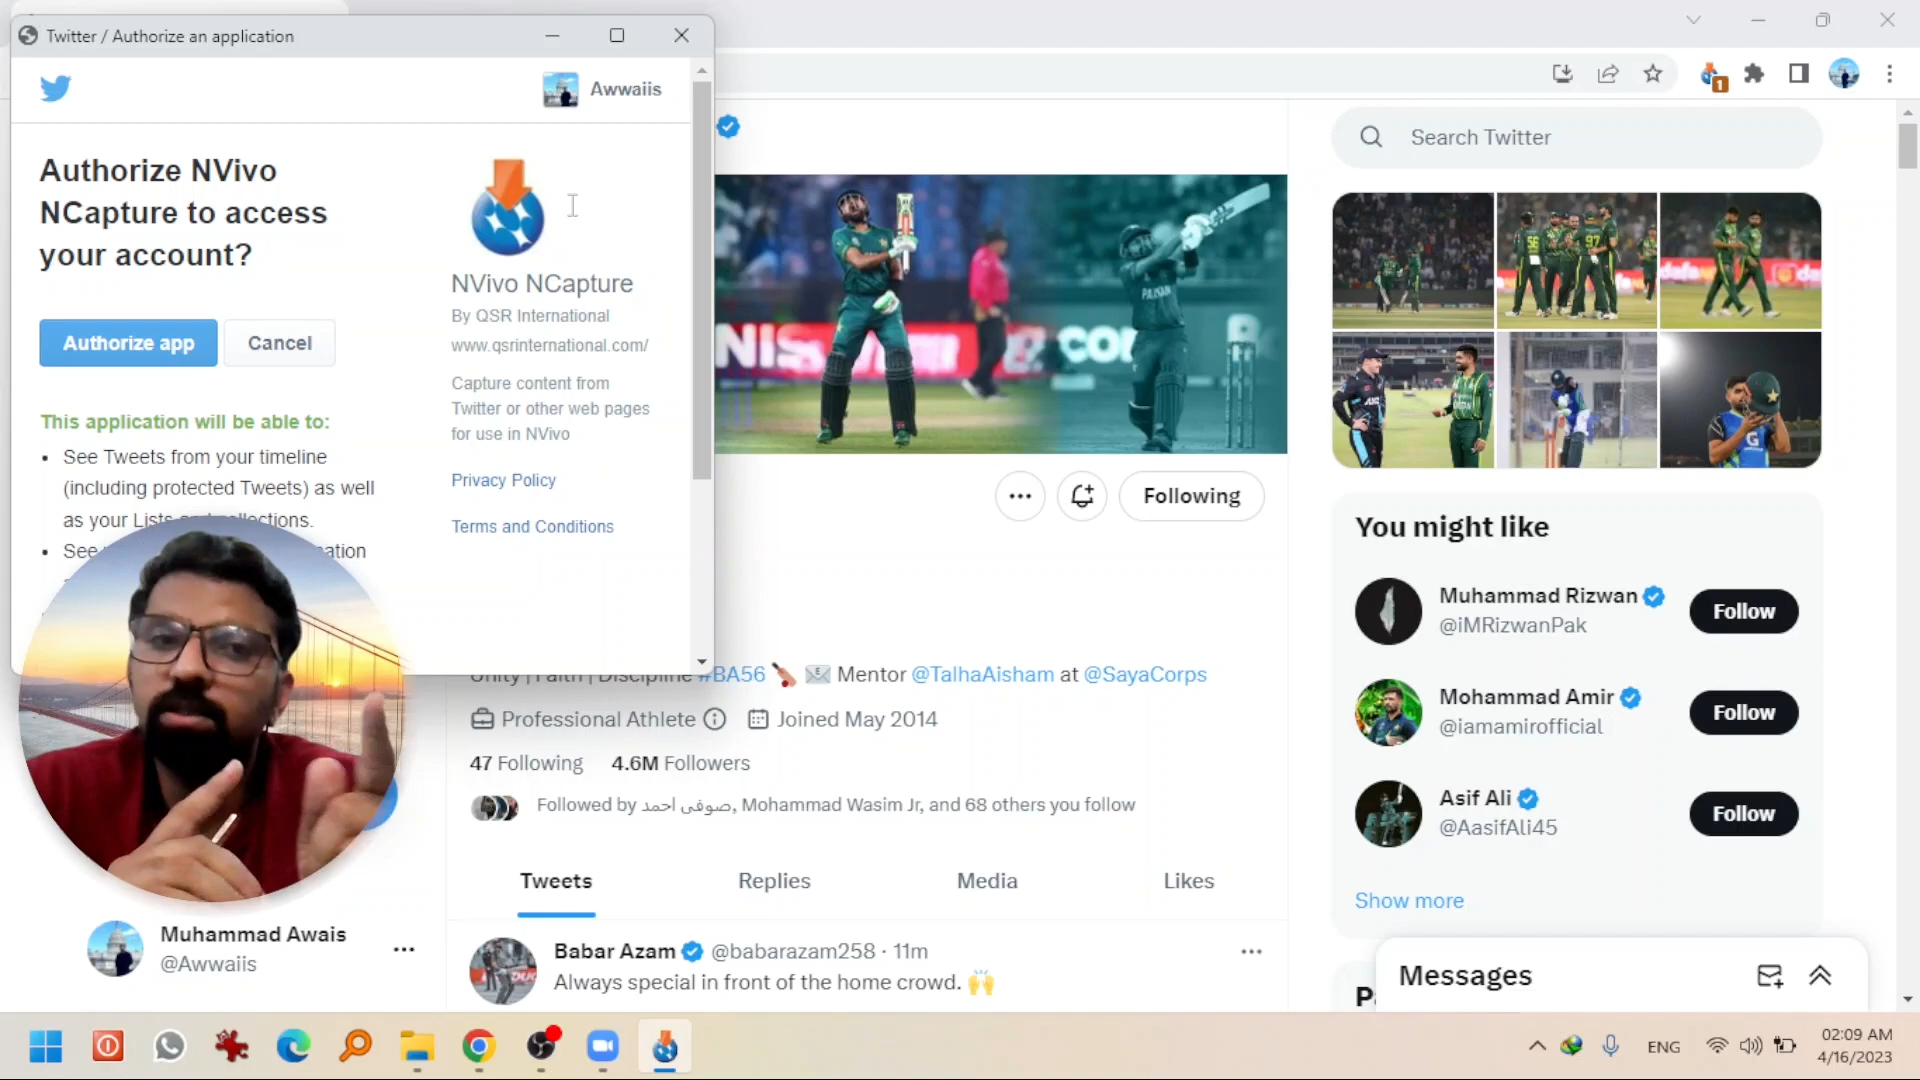 Twitter / Authorize an application
Awwaiis
Authorize NVivo
NCapture to access
your account?
Authorize app
Cancel
This application will be able to:
See Tweets from your timeline
(including protected Tweets) as well
as your Lists and collections.
See
NVivo NCapture
By QSR International
www.qsrinternational.com/
Capture content from
Twitter or other web pages
for use in NVivo
Privacy Policy
Terms and Conditions
1
Search Twitter
Following
Unity | Faith | Discipline #BA56 Mentor @TalhaAisham at @SayaCorps
Professional Athlete Joined May 2014
47 Following 4.6M Followers
Followed by صوفی احمد, Mohammad Wasim Jr, and 68 others you follow
Tweets
Replies
Media
Likes
Babar Azam @babarazam258 · 11m
Always special in front of the home crowd. 🙌
You might like
Muhammad Rizwan
@iMRizwanPak
Follow
Mohammad Amir
@iamamirofficial
Follow
Asif Ali
@AasifAli45
Follow
Show more
Messages
Muhammad Awais
@Awwaiis
ENG
02:09 AM
4/16/2023